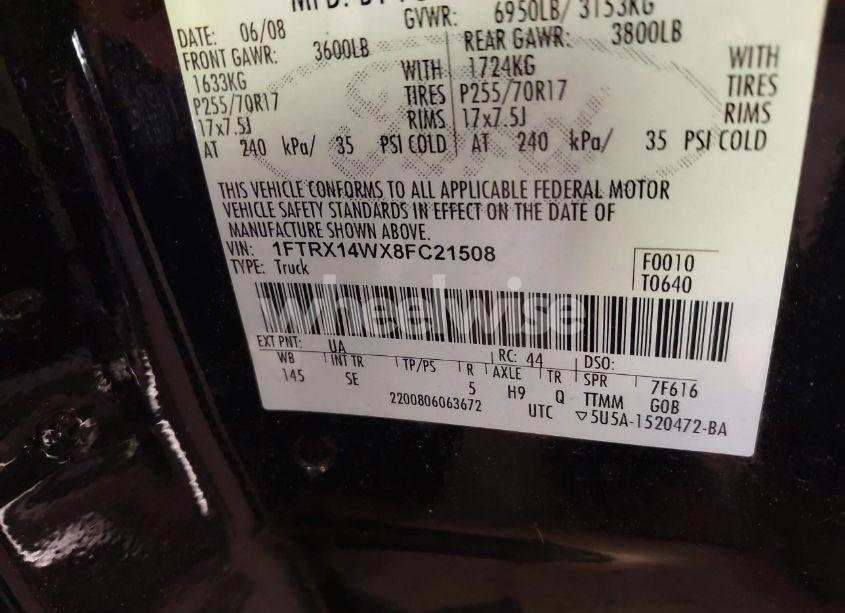 GVWR: 6950LB/ 3153KG
DATE: 06/08
FRONT GAWR: 3600LB REAR GAWR: 3800LB
1633KG WITH 1724KG WITH
P255/70R17 TIRES P255/70R17 TIRES
17x7.5J RIMS 17x7.5J RIMS
AT 240 kPa/ 35 PSI COLD AT 240 kPa/ 35 PSI COLD
THIS VEHICLE CONFORMS TO ALL APPLICABLE FEDERAL MOTOR
VEHICLE SAFETY STANDARDS IN EFFECT ON THE DATE OF
MANUFACTURE SHOWN ABOVE.
VIN: 1FTRX14WX8FC21508
TYPE: Truck
F0010
T0640
wheelwise
EXT PNT: UA RC: 44 DSO:
WB INT TR TP/PS R AXLE TR SPR 7F616
145 SE 5 H9 Q TTMM GOB
2200806063672 UTC ▽5U5A-1520472-BA